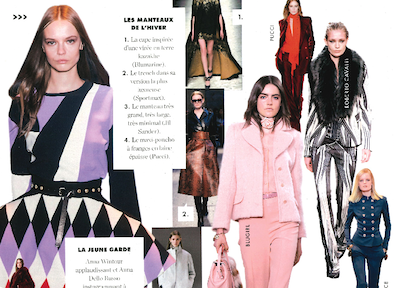 >>>
LES MANTEAUX
DE L'HIVER
1. La cape inspirée
d'une virée en terre
kazakhe
(Blumarine).
2. Le trench dans sa
version la plus
(Sportmax).
3. Le manteau très
grand, très large,
très minimal (Jil
Sander).
4. Le maxi poncho
à franges en laine
épaisse (Pucci).
1.
2.
PUCCI
ROBERTO CAVALLI
BLUGIRL
LA JEUNE GARDE
Anna Wintour
applaudissant et Anna
Dello Russo
instagrammant à